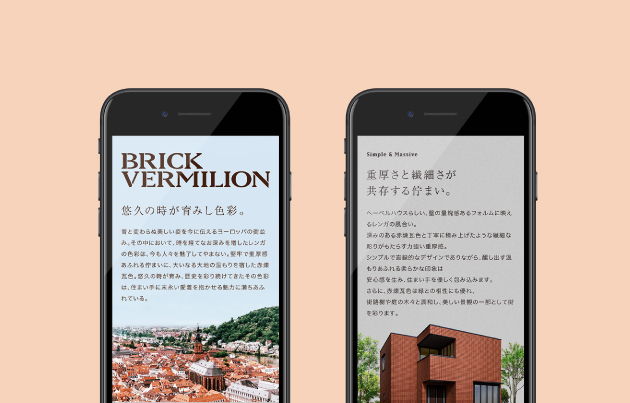 BRICK
VERMILION
悠久の時が育みし色彩。
昔と変わらぬ美しい姿を今に伝えるヨーロッパの街並
み。その中において、時を経てなお深みを増したレンガ
の色彩は、今も人々を魅了してやまない。堅牢で重厚感
あふれる佇まいに、大いなる大地の温もりを宿した赤煉
瓦色。悠久の時が育み、歴史を彩り続けてきたその色彩
は、住まい手に末永い愛着を抱かせる魅力に満ちあふ
れている。
Simple & Massive
重厚さと繊細さが
共存する佇まい。
ヘーベルハウスらしい、壁の量塊感あるフォルムに映え
るレンガの風合い。
深みのある赤煉瓦色と丁寧に積み上げたような繊細な
彫りがもたらす力強い重厚感。
シンプルで直線的なデザインでありながら、醸し出す温
もりあふれる柔らかな印象は
安心感を生み、住まい手を優しく包み込みます。
さらに、赤煉瓦色は緑との相性にも優れ、
街路樹や庭の木々と調和し、美しい景観の一部として街
を彩ります。